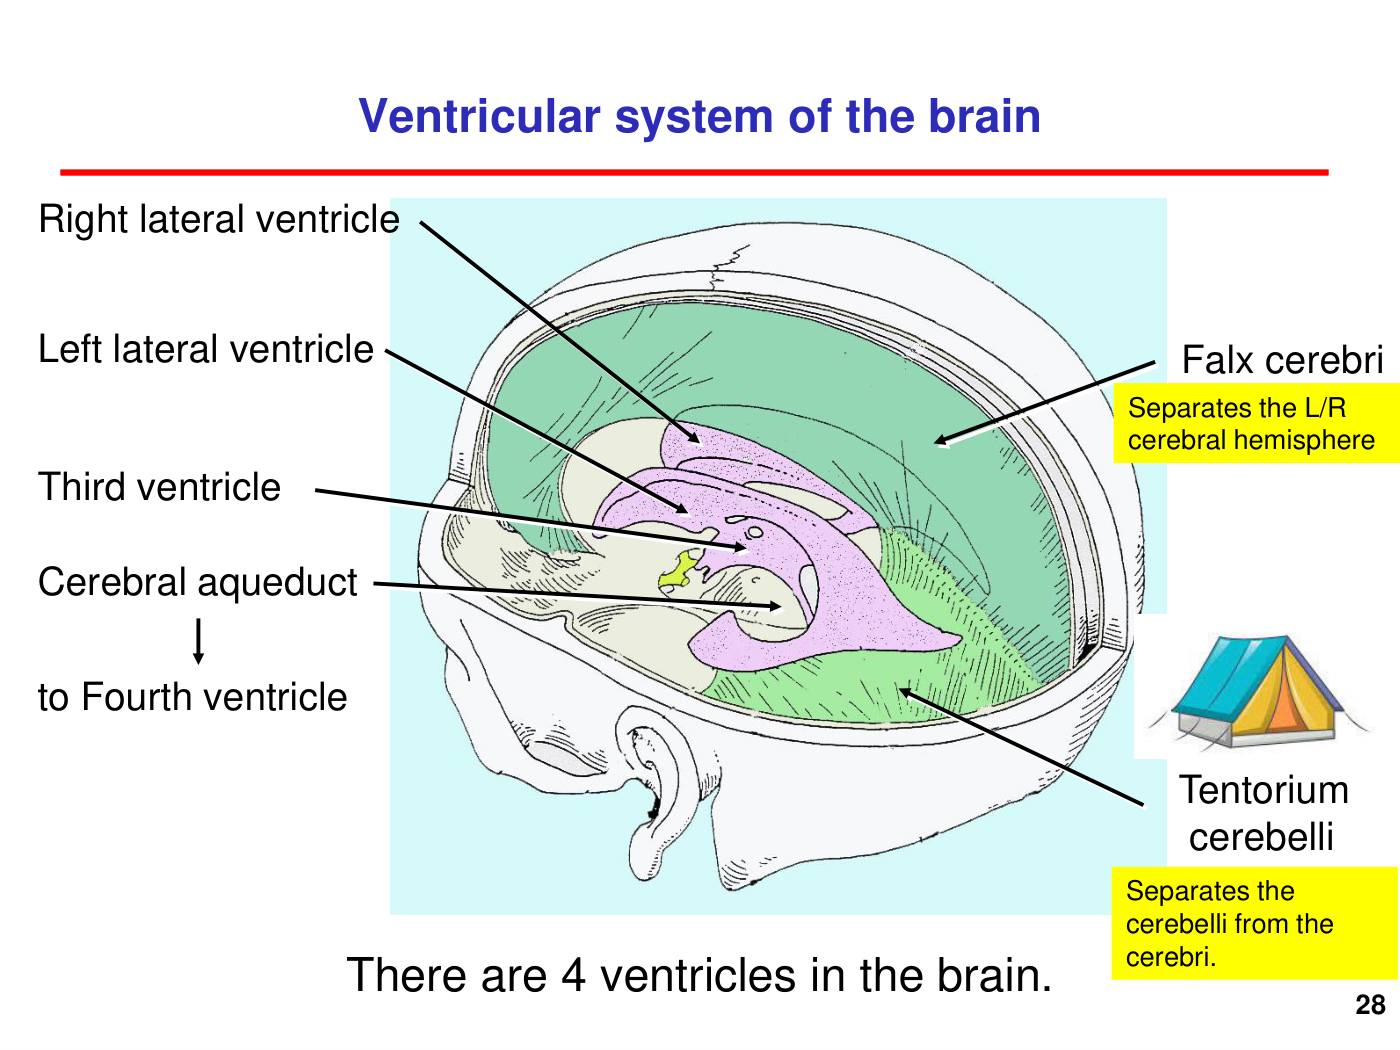 Ventricular system of the brain
Right lateral ventricle
Left lateral ventricle
Third ventricle
Cerebral aqueduct
to Fourth ventricle
Falx cerebri
Separates the L/R
cerebral hemisphere
Tentorium
cerebelli
Separates the
cerebelli from the
cerebri.
There are 4 ventricles in the brain.
28